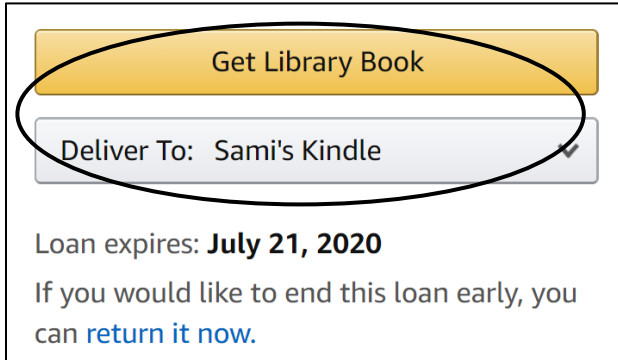 Get Library Book
Deliver To: Sami's Kindle
Loan expires: July 21, 2020
If you would like to end this loan early, you
can return it now.